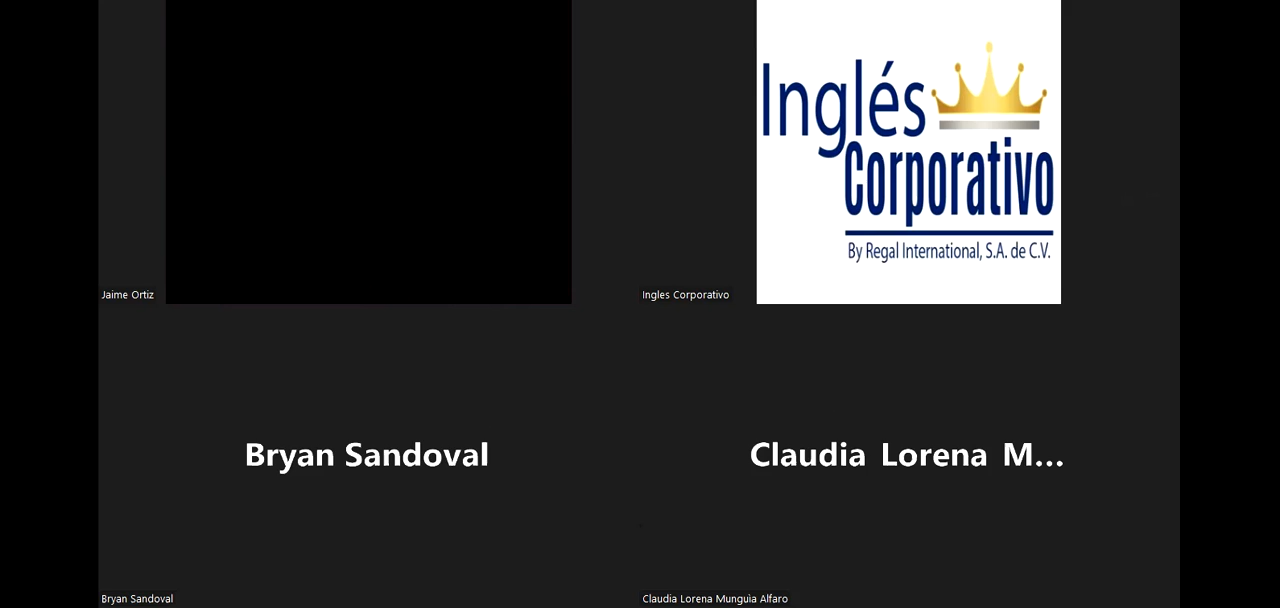 Inglés
Corporativo
By Regal International, S.A. de C.V.
Jaime Ortiz
Ingles Corporativo
Bryan Sandoval
Claudia Lorena M...
Bryan Sandoval
Claudia Lorena Munguìa Alfaro